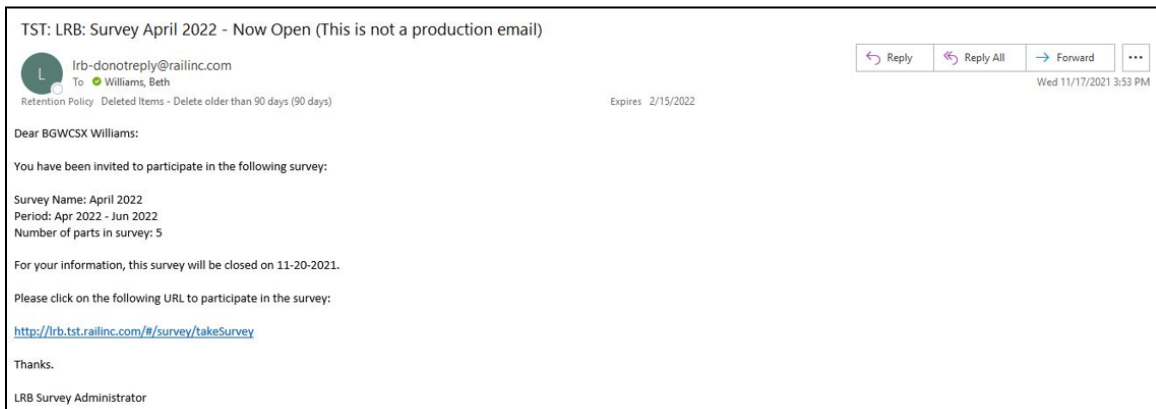 TST: LRB: Survey April 2022 - Now Open (This is not a production email)
L
lrb-donotreply@railinc.com
To Williams, Beth
Reply
Reply All
Forward
...
Wed 11/17/2021 3:53 PM
Retention Policy Deleted Items - Delete older than 90 days (90 days)
Expires 2/15/2022
Dear BGWCSX Williams:
You have been invited to participate in the following survey:
Survey Name: April 2022
Period: Apr 2022 - Jun 2022
Number of parts in survey: 5
For your information, this survey will be closed on 11-20-2021.
Please click on the following URL to participate in the survey:
http://lrb.tst.railinc.com/#/survey/takeSurvey
Thanks.
LRB Survey Administrator